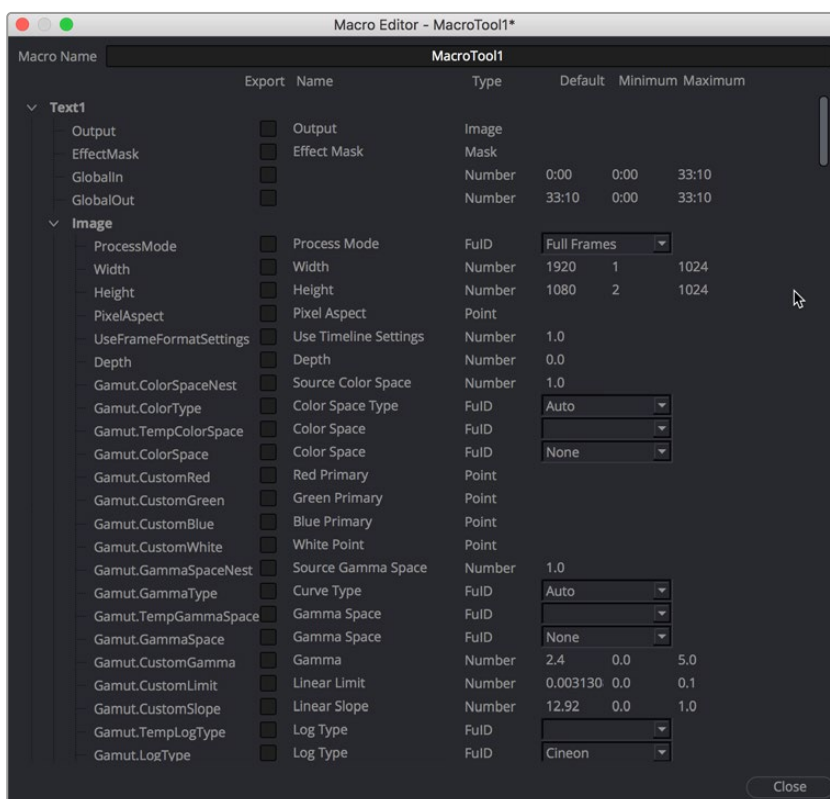 Macro Editor - MacroTool1*
Macro Name MacroTool1
Export Name Type Default Minimum Maximum
Text1
Output Output Image
EffectMask Effect Mask Mask
GlobalIn Number 0:00 0:00 33:10
GlobalOut Number 33:10 0:00 33:10
Image
ProcessMode Process Mode FuID Full Frames
Width Width Number 1920 1 1024
Height Height Number 1080 2 1024
PixelAspect Pixel Aspect Point
UseFrameFormatSettings Use Timeline Settings Number 1.0
Depth Depth Number 0.0
Gamut.ColorSpaceNest Source Color Space Number 1.0
Gamut.ColorType Color Space Type FuID Auto
Gamut.TempColorSpace Color Space FuID
Gamut.ColorSpace Color Space FuID None
Gamut.CustomRed Red Primary Point
Gamut.CustomGreen Green Primary Point
Gamut.CustomBlue Blue Primary Point
Gamut.CustomWhite White Point Point
Gamut.GammaSpaceNest Source Gamma Space Number 1.0
Gamut.GammaType Curve Type FuID Auto
Gamut.TempGammaSpace Gamma Space FuID
Gamut.GammaSpace Gamma Space FuID None
Gamut.CustomGamma Gamma Number 2.4 0.0 5.0
Gamut.CustomLimit Linear Limit Number 0.003130 0.0 0.1
Gamut.CustomSlope Linear Slope Number 12.92 0.0 1.0
Gamut.TempLogType Log Type FuID
Gamut.LogType Log Type FuID Cineon
Close